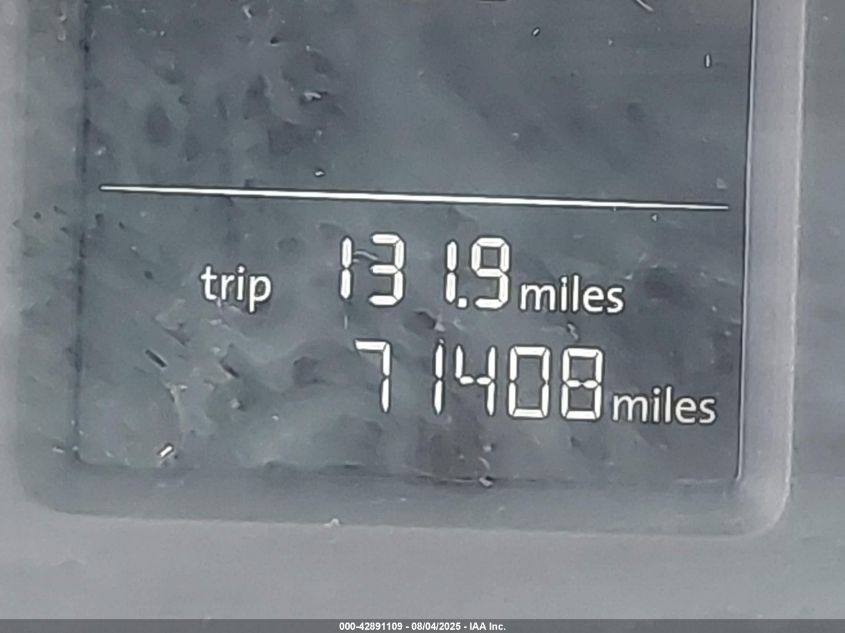 trip 131.9 miles
71408 miles
000-42891109 - 08/04/2025 - IAA Inc.